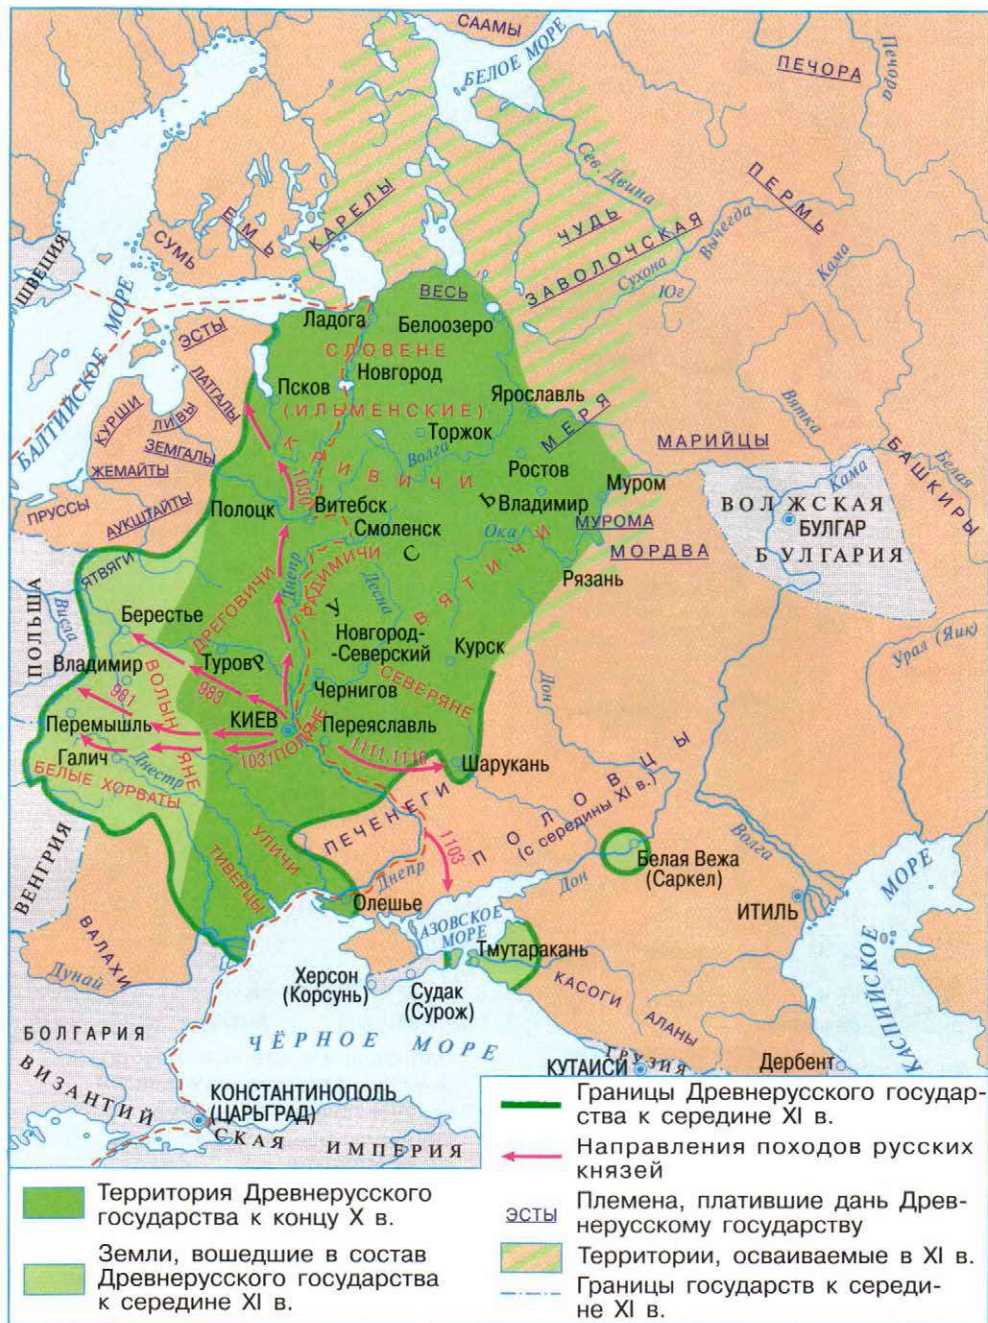 СААМЫ
БЕЛОЕ МОРЕ
ПЕЧОРА
Печора
Сев. Двина
ПЕРМЬ
ЕМЬ
КАРЕЛЫ
ЧУДЬ
ЗАВОЛОЧСКАЯ
Вычегда
СУМЬ
Сухона
Юг
Кама
ШВЕЦИЯ
ВЕСЬ
БАЛТИЙСКОЕ МОРЕ
Ладога
Белоозеро
ЭСТЫ
СЛОВЕНЕ
Новгород
ЛАТГАЛЫ
Псков
(ИЛЬМЕНСКИЕ)
Ярославль
Вятка
КУРШИ
ЛИВЫ
Торжок
МЕРЯ
МАРИЙЦЫ
ЗЕМГАЛЫ
КРИВИЧИ
Волга
БАШКИРЫ
Белая
ЖЕМАЙТЫ
1030
Ростов
Муром
Кама
ПРУССЫ
АУКШТАЙТЫ
Полоцк
Витебск
Владимир
ВОЛЖСКАЯ
БУЛГАР
БУЛГАРИЯ
Смоленск
Ока
МУРОМА
МОРДВА
РУСЬ
ЯТВЯГИ
Днепр
РАДИМИЧИ
ВЯТИЧИ
Рязань
ПОЛЬША
Висла
ДРЕГОВИЧИ
Десна
Берестье
Новгород-
-Северский
Курск
Урал (Яик)
Владимир
ВОЛЫНЯНЕ
Туров
СЕВЕРЯНЕ
Дон
981
983
Чернигов
Перемышль
КИЕВ
Переяславль
Галич
1031
ПОЛЯНЕ
1111, 1116
Шарукань
БЕЛЫЕ ХОРВАТЫ
Днестр
ПЕЧЕНЕГИ
ПОЛОВЦЫ
(с середины XI в.)
Волга
ВЕНГРИЯ
УЛИЧИ
ТИВЕРЦЫ
1103
Днепр
Дон
Белая Вежа
(Саркел)
Олешье
ИТИЛЬ
АЗОВСКОЕ
МОРЕ
КАСПИЙСКОЕ МОРЕ
ВАЛАХИ
Тмутаракань
Дунай
Херсон
(Корсунь)
Судак
(Сурож)
КАСОГИ
АЛАНЫ
БОЛГАРИЯ
ЧЁРНОЕ МОРЕ
ГРУЗИЯ
КУТАИСИ
Дербент
КОНСТАНТИНОПОЛЬ
(ЦАРЬГРАД)
ВИЗАНТИЙСКАЯ ИМПЕРИЯ
Территория Древнерусского
государства к концу X в.
Земли, вошедшие в состав
Древнерусского государства
к середине XI в.
Границы Древнерусского государ-
ства к середине XI в.
Направления походов русских
князей
ЭСТЫ
Племена, платившие дань Древ-
нерусскому государству
Территории, осваиваемые в XI в.
Границы государств к середи-
не XI в.